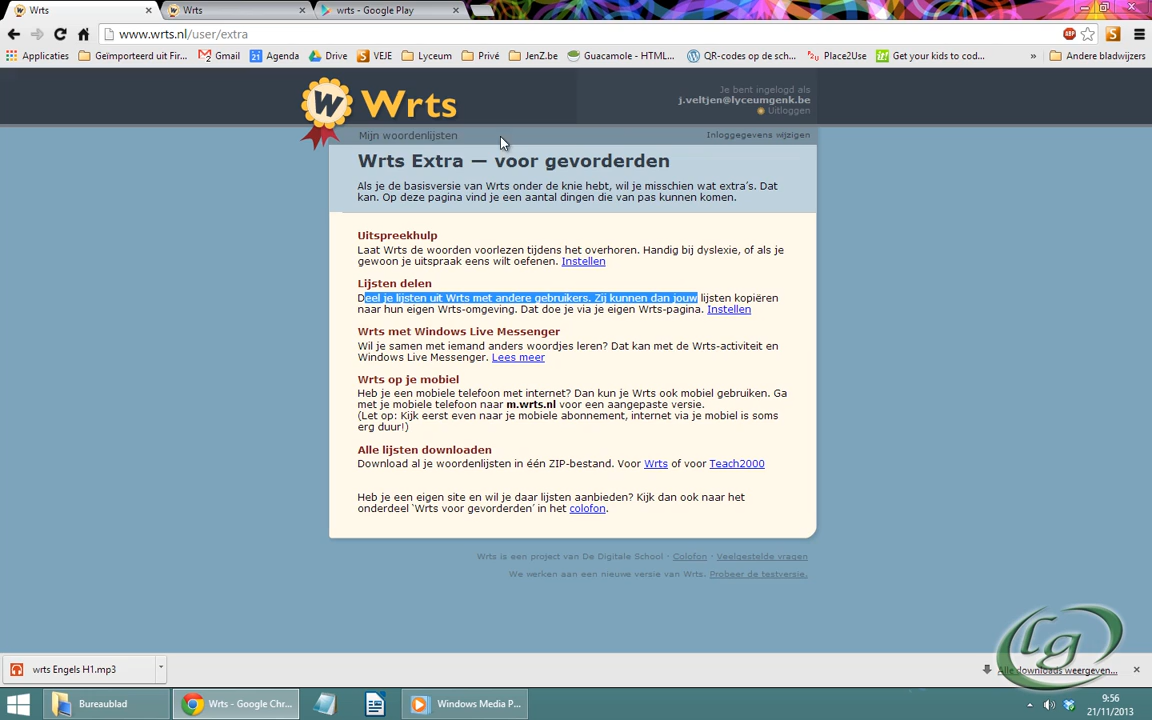 Wrts
Wrts
wrts - Google Play
www.wrts.nl/user/extra
Applicaties
Geïmporteerd uit Fir...
Gmail
Agenda
Drive
VEJE
Lyceum
Privé
JenZ.be
Guacamole - HTML...
QR-codes op de sch...
Place2Use
Get your kids to cod...
»
Andere bladwijzers
W Wrts
Je bent ingelogd als
j.veltjen@lyceumgenk.be
Uitloggen
Mijn woordenlijsten
Inloggegevens wijzigen
Wrts Extra — voor gevorderden
Als je de basisversie van Wrts onder de knie hebt, wil je misschien wat extra's. Dat
kan. Op deze pagina vind je een aantal dingen die van pas kunnen komen.
Uitspreekhulp
Laat Wrts de woorden voorlezen tijdens het overhoren. Handig bij dyslexie, of als je
gewoon je uitspraak eens wilt oefenen. Instellen
Lijsten delen
Deel je lijsten uit Wrts met andere gebruikers. Zij kunnen dan jouw lijsten kopiëren
naar hun eigen Wrts-omgeving. Dat doe je via je eigen Wrts-pagina. Instellen
Wrts met Windows Live Messenger
Wil je samen met iemand anders woordjes leren? Dat kan met de Wrts-activiteit en
Windows Live Messenger. Lees meer
Wrts op je mobiel
Heb je een mobiele telefoon met internet? Dan kun je Wrts ook mobiel gebruiken. Ga
met je mobiele telefoon naar m.wrts.nl voor een aangepaste versie.
(Let op: Kijk eerst even naar je mobiele abonnement, internet via je mobiel is soms
erg duur!)
Alle lijsten downloaden
Download al je woordenlijsten in één ZIP-bestand. Voor Wrts of voor Teach2000
Heb je een eigen site en wil je daar lijsten aanbieden? Kijk dan ook naar het
onderdeel 'Wrts voor gevorderden' in het colofon.
Wrts is een project van De Digitale School · Colofon · Veelgestelde vragen
We werken aan een nieuwe versie van Wrts. Probeer de testversie.
lg
wrts Engels H1.mp3
Alle downloads weergeven...
Bureaublad
Wrts - Google Chr...
Windows Media P...
9:56
21/11/2013